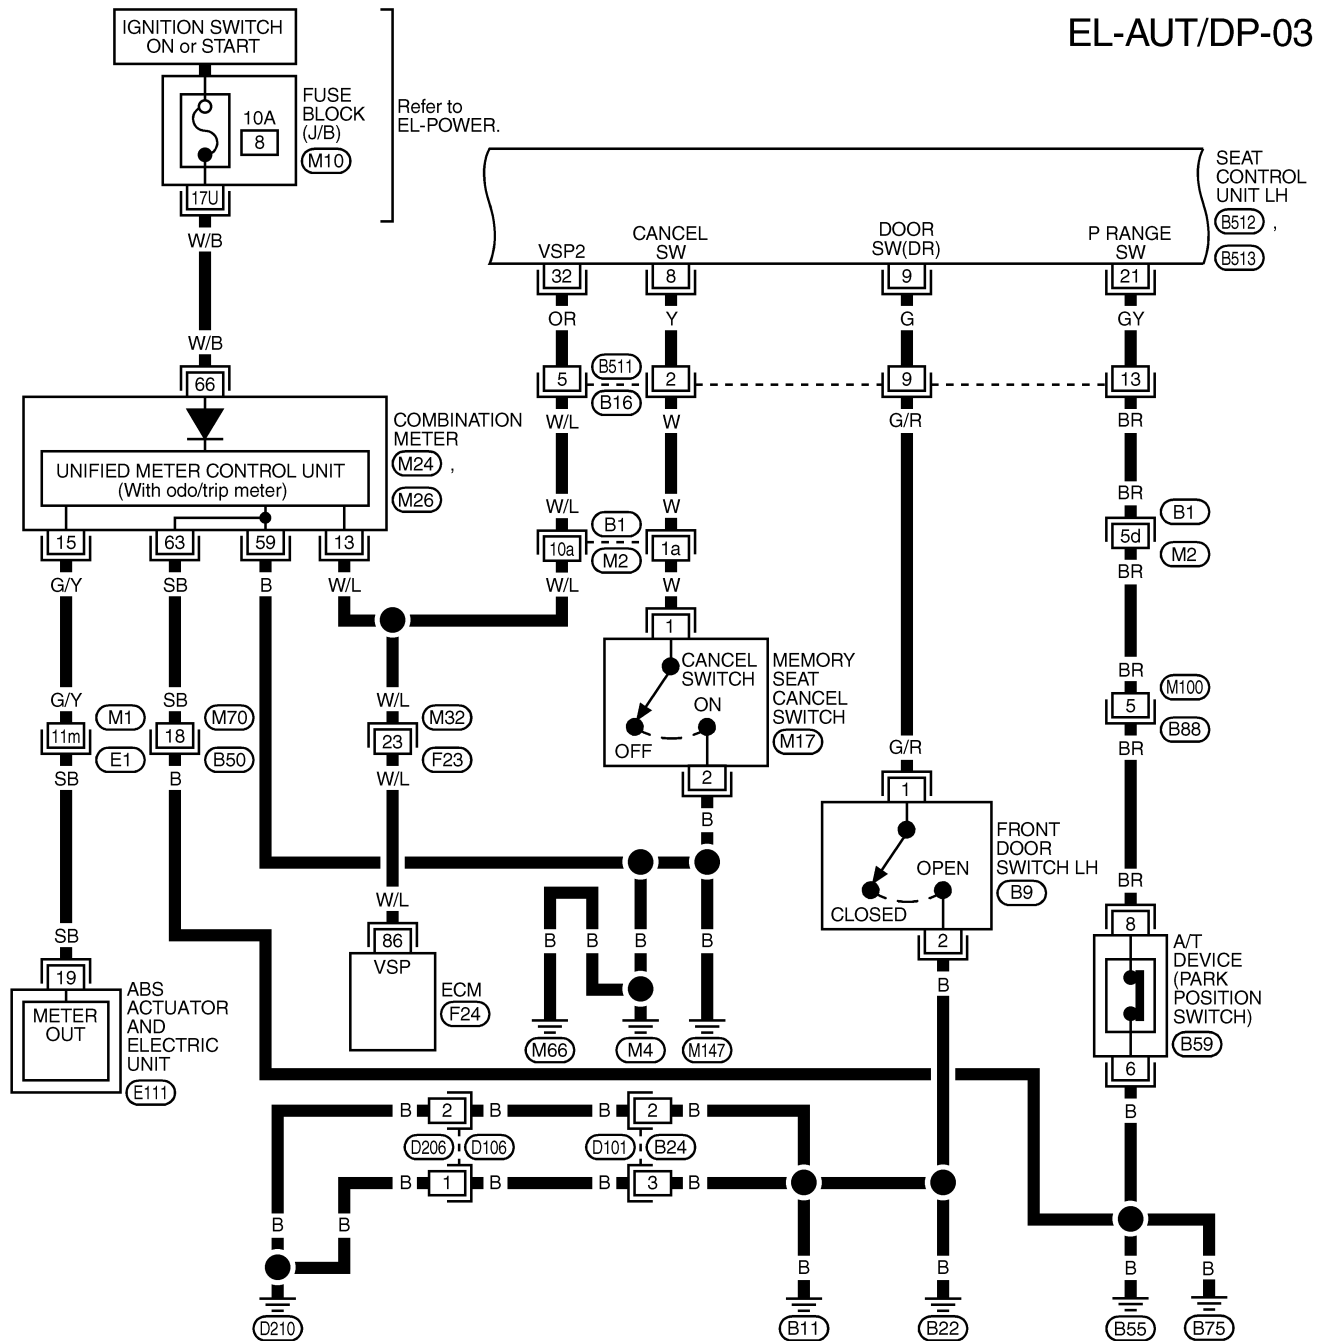 EL-AUT/DP-03
IGNITION SWITCH
ON or START
FUSE
BLOCK
(J/B)
M10
10A
8
17U
Refer to
EL-POWER.
W/B
W/B
66
COMBINATION
METER
M24 ,
M26
UNIFIED METER CONTROL UNIT
(With odo/trip meter)
15
63
59
13
G/Y
SB
B
W/L
SEAT
CONTROL
UNIT LH
B512 ,
B513
VSP2
CANCEL
SW
DOOR
SW(DR)
P RANGE
SW
32
8
9
21
OR
Y
G
GY
5
B511
B16
2
9
13
W/L
W
G/R
BR
W/L
W
BR
10a
B1
M2
1a
5d
B1
M2
W/L
W
BR
1
CANCEL
SWITCH
ON
OFF
MEMORY
SEAT
CANCEL
SWITCH
M17
2
B
BR
5
M100
B88
BR
G/Y
SB
W/L
11m
M1
E1
18
M70
B50
23
M32
F23
SB
B
W/L
G/R
1
FRONT
DOOR
SWITCH LH
B9
OPEN
CLOSED
2
B
BR
8
A/T
DEVICE
(PARK
POSITION
SWITCH)
B59
6
B
SB
19
METER
OUT
ABS
ACTUATOR
AND
ELECTRIC
UNIT
E111
W/L
86
VSP
ECM
F24
B
B
B
B
M66
M4
M147
B
2
B
B
2
B
D206
D106
D101
B24
B
1
B
B
3
B
B
B
B
B
B
B
D210
B11
B22
B55
B75